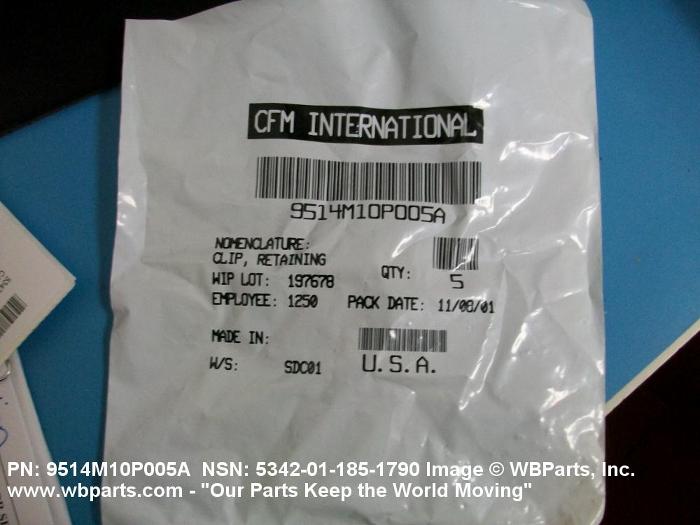 CFM INTERNATIONAL
9514M10P005A
NOMENCLATURE:
CLIP, RETAINING
WIP LOT: 197678 QTY: 5
EMPLOYEE: 1250 PACK DATE: 11/08/01
MADE IN: U.S.A.
W/S: SDC01
PN: 9514M10P005A NSN: 5342-01-185-1790 Image © WBParts, Inc.
www.wbparts.com - "Our Parts Keep the World Moving"